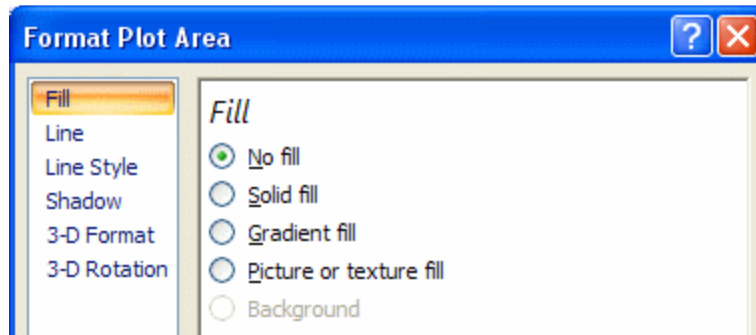 Format Plot Area
?
Fill
Line
Line Style
Shadow
3-D Format
3-D Rotation
Fill
No fill
Solid fill
Gradient fill
Picture or texture fill
Background